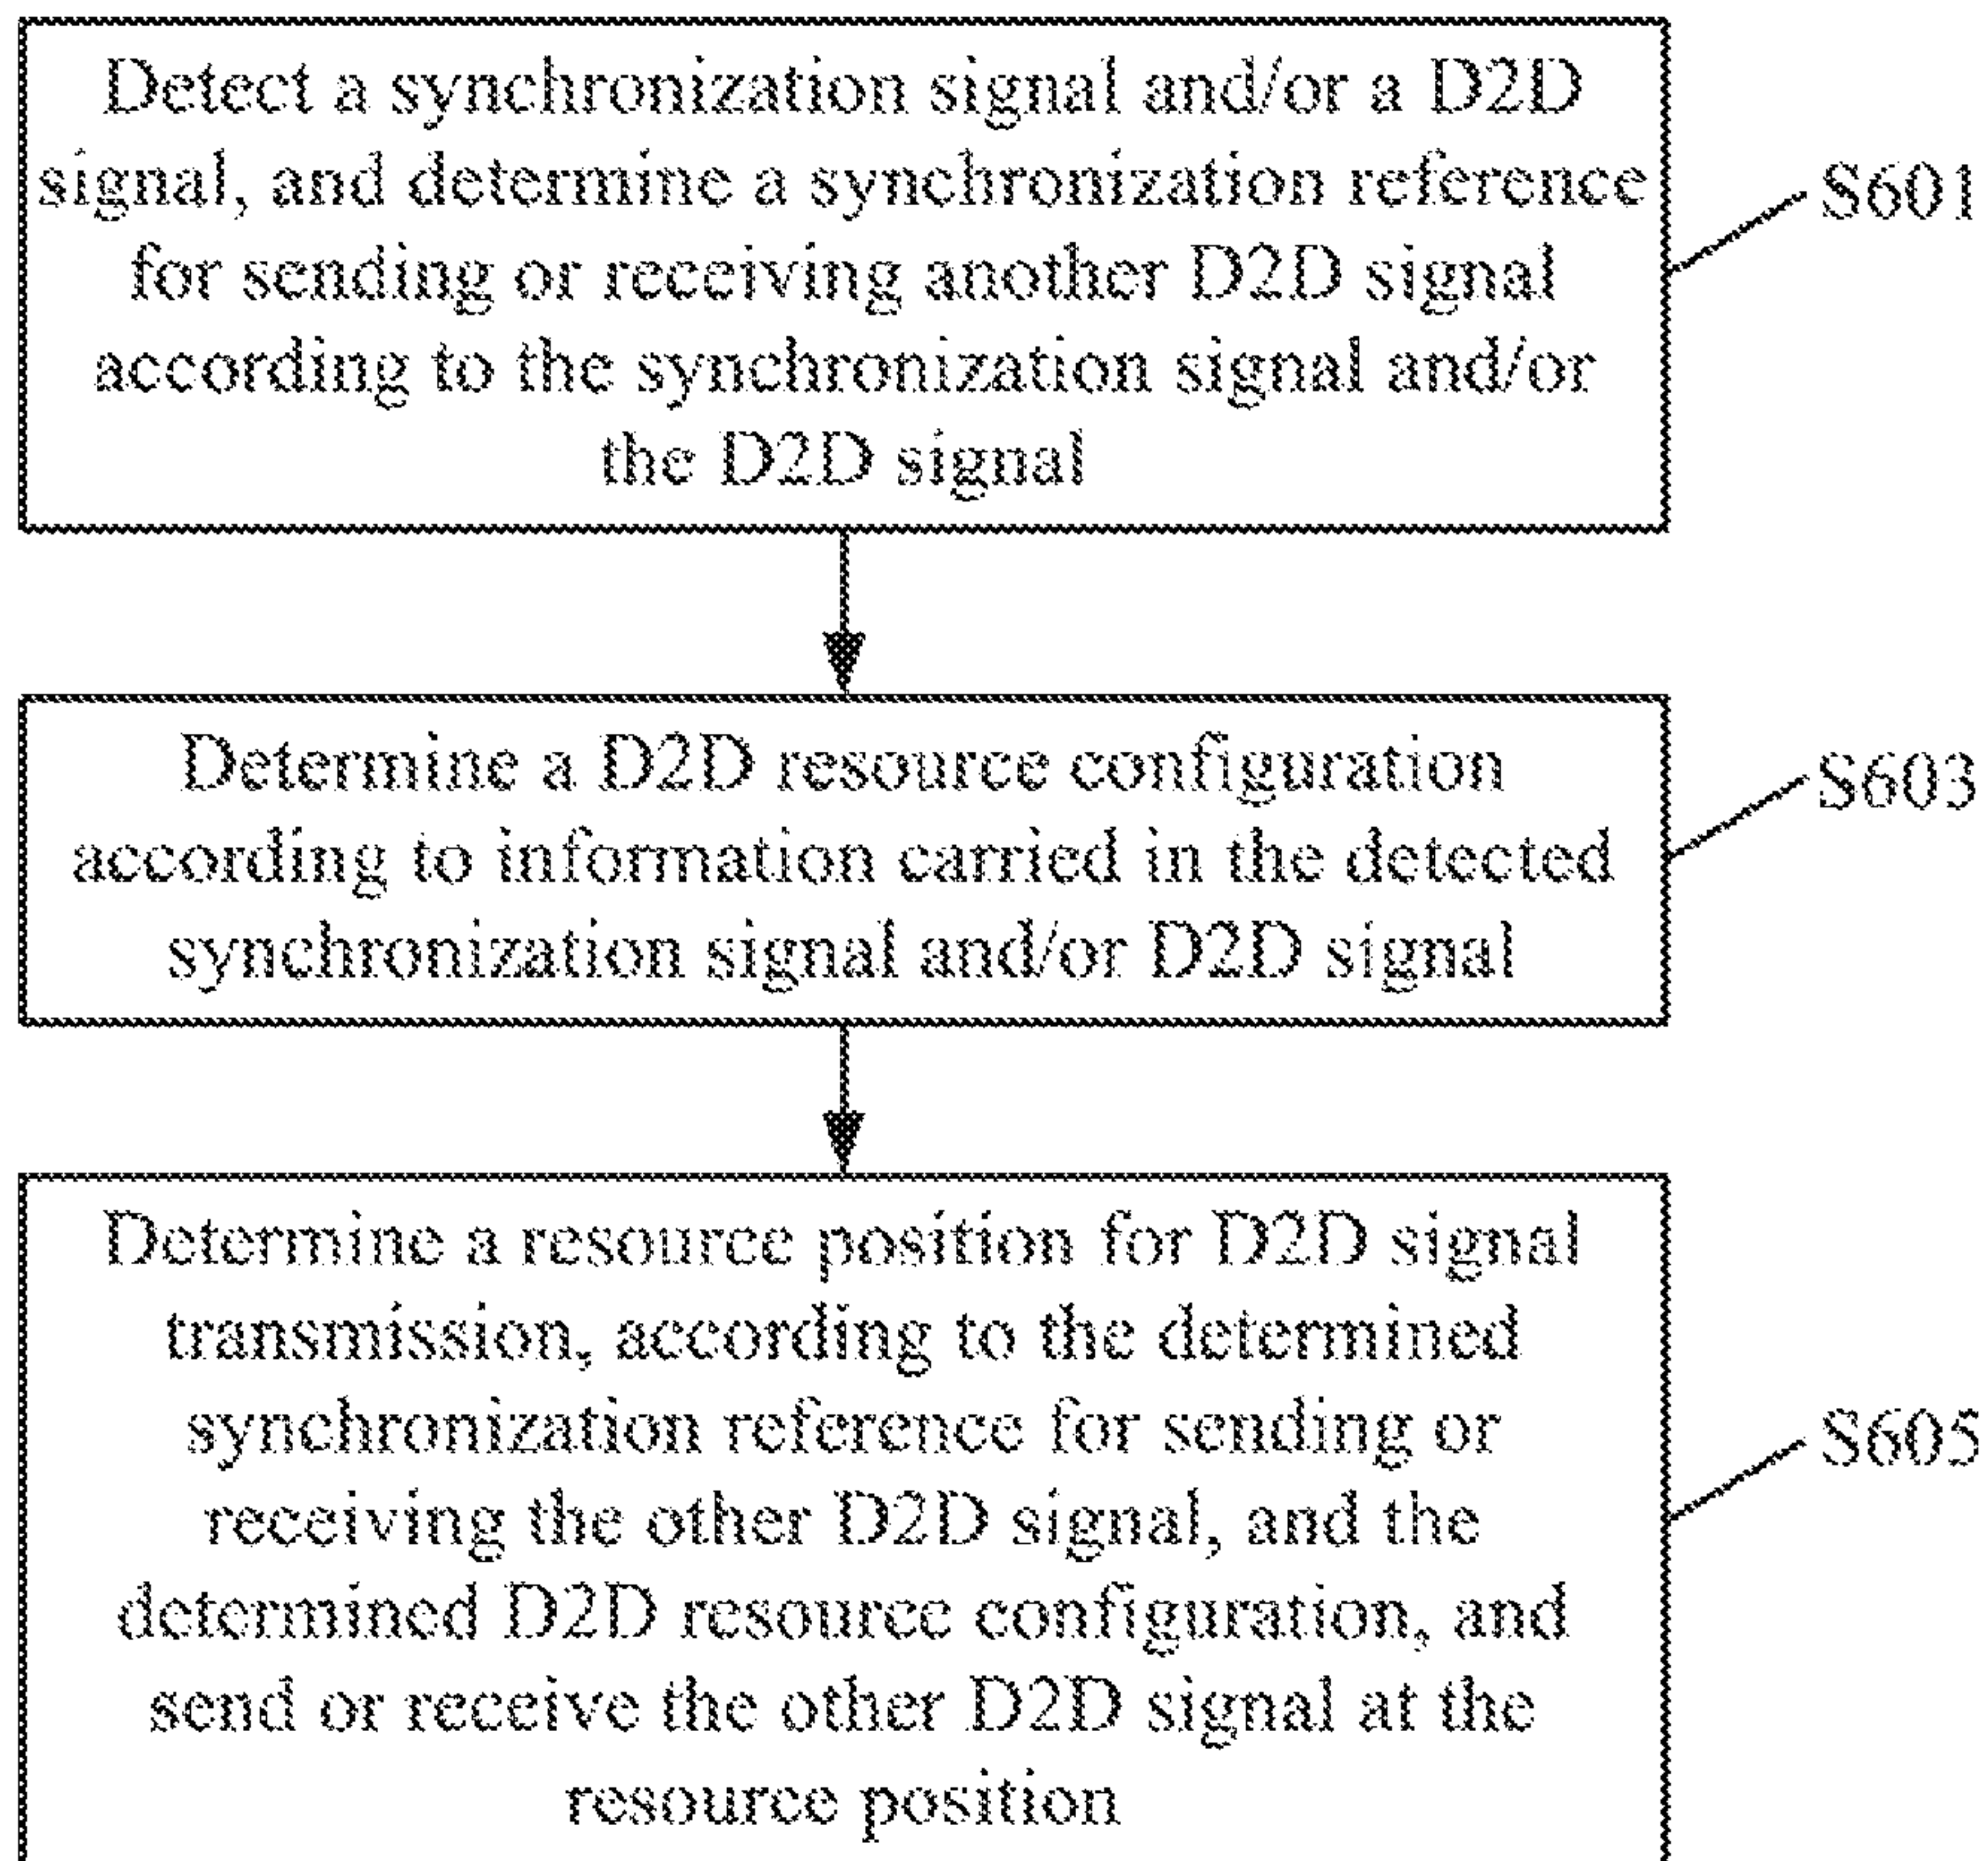 Detect a synchronization signal and/or a D2D
signal, and determine a synchronization reference
for sending or receiving another D2D signal
according to the synchronization signal and/or
the D2D signal
S601
Determine a D2D resource configuration
according to information carried in the detected
synchronization signal and/or D2D signal
S603
Determine a resource position for D2D signal
transmission, according to the determined
synchronization reference for sending or
receiving the other D2D signal, and the
determined D2D resource configuration, and
send or receive the other D2D signal at the
resource position
S605